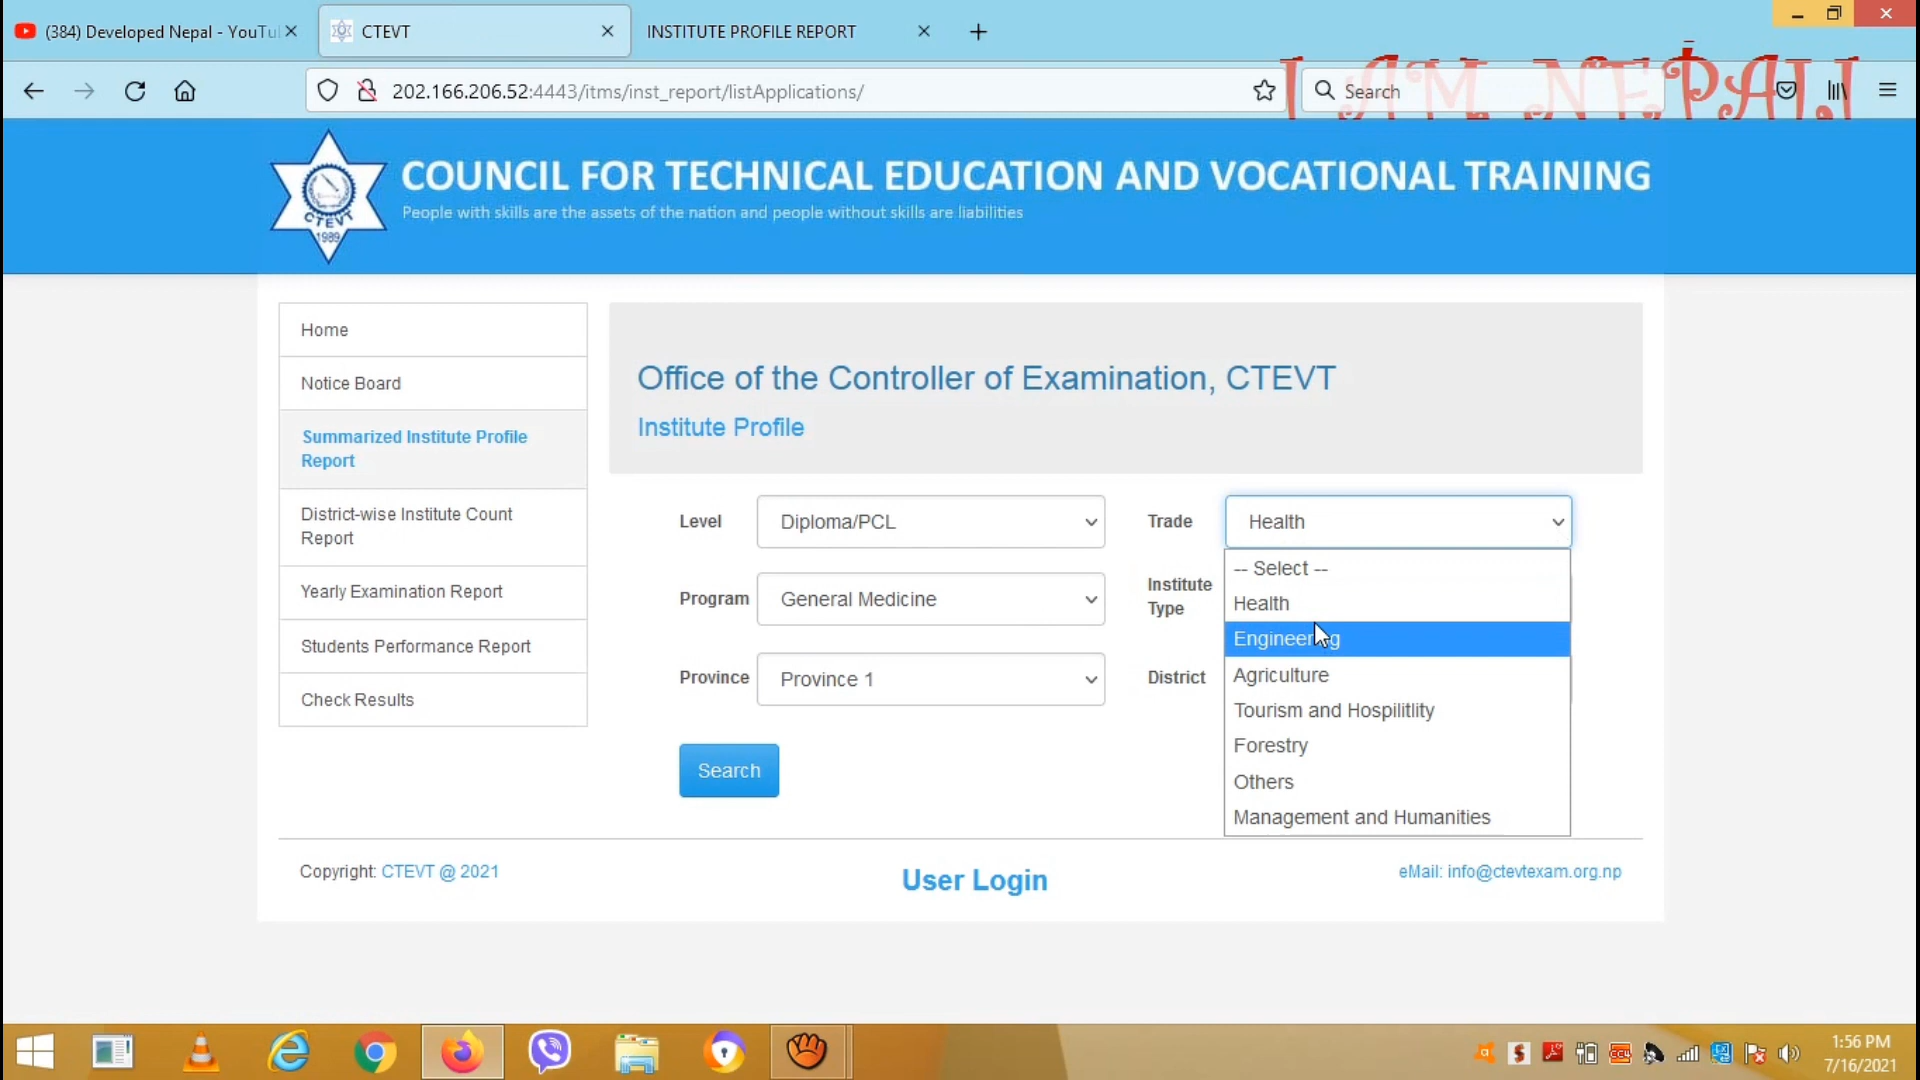 (384) Developed Nepal - YouTu
CTEVT
INSTITUTE PROFILE REPORT
I AM NEPALI
202.166.206.52:4443/itms/inst_report/listApplications/
Search
CTEVT
1989
COUNCIL FOR TECHNICAL EDUCATION AND VOCATIONAL TRAINING
People with skills are the assets of the nation and people without skills are liabilities
Home
Notice Board
Summarized Institute Profile
Report
District-wise Institute Count
Report
Yearly Examination Report
Students Performance Report
Check Results
Office of the Controller of Examination, CTEVT
Institute Profile
Level
Diploma/PCL
Trade
Health
-- Select --
Health
Engineering
Agriculture
Tourism and Hospilitlity
Forestry
Others
Management and Humanities
Program
General Medicine
Institute
Type
Province
Province 1
District
Search
Copyright: CTEVT @ 2021
User Login
eMail: info@ctevtexam.org.np
1:56 PM
7/16/2021